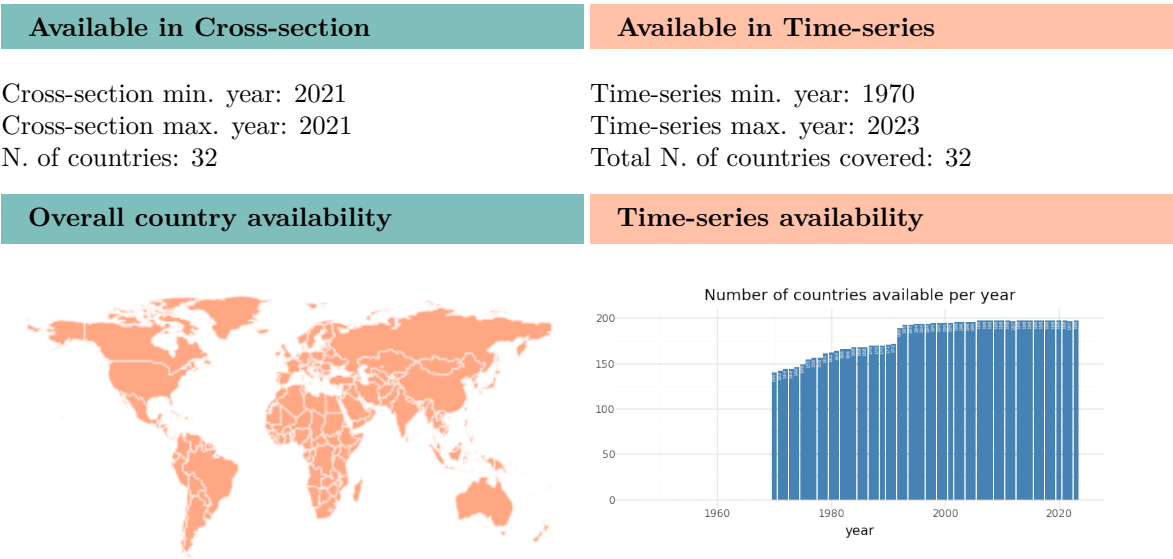 Available in Cross-section
Available in Time-series
Cross-section min. year: 2021
Cross-section max. year: 2021
N. of countries: 32
Time-series min. year: 1970
Time-series max. year: 2023
Total N. of countries covered: 32
Overall country availability
Time-series availability
Number of countries available per year
200
150
100
50
0
1960
1980
2000
2020
year